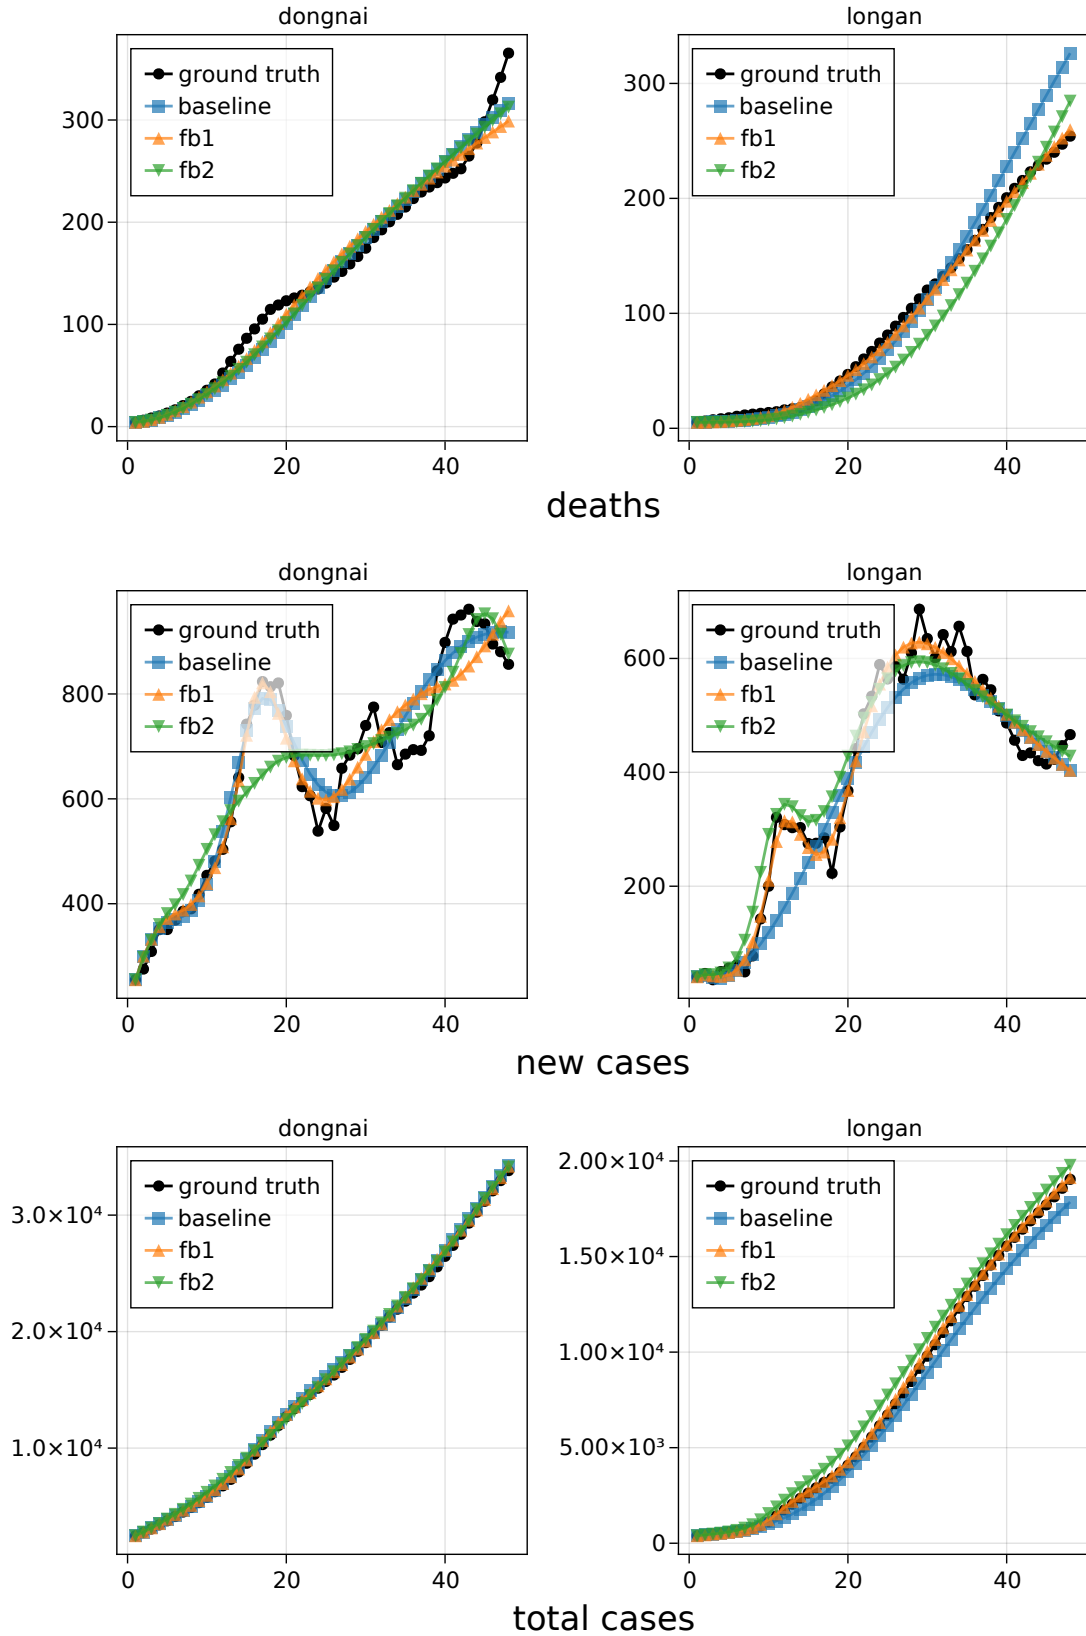 dongnai
longan
ground truth
baseline
fb1
fb2
300
200
100
0
0
20
40
ground truth
baseline
fb1
fb2
300
200
100
0
0
20
40
deaths
dongnai
longan
ground truth
baseline
fb1
fb2
800
600
400
0
20
40
ground truth
baseline
fb1
fb2
600
400
200
0
20
40
new cases
dongnai
longan
ground truth
baseline
fb1
fb2
3.0×10⁴
2.0×10⁴
1.0×10⁴
0
20
40
ground truth
baseline
fb1
fb2
2.00×10⁴
1.50×10⁴
1.00×10⁴
5.00×10³
0
0
20
40
total cases